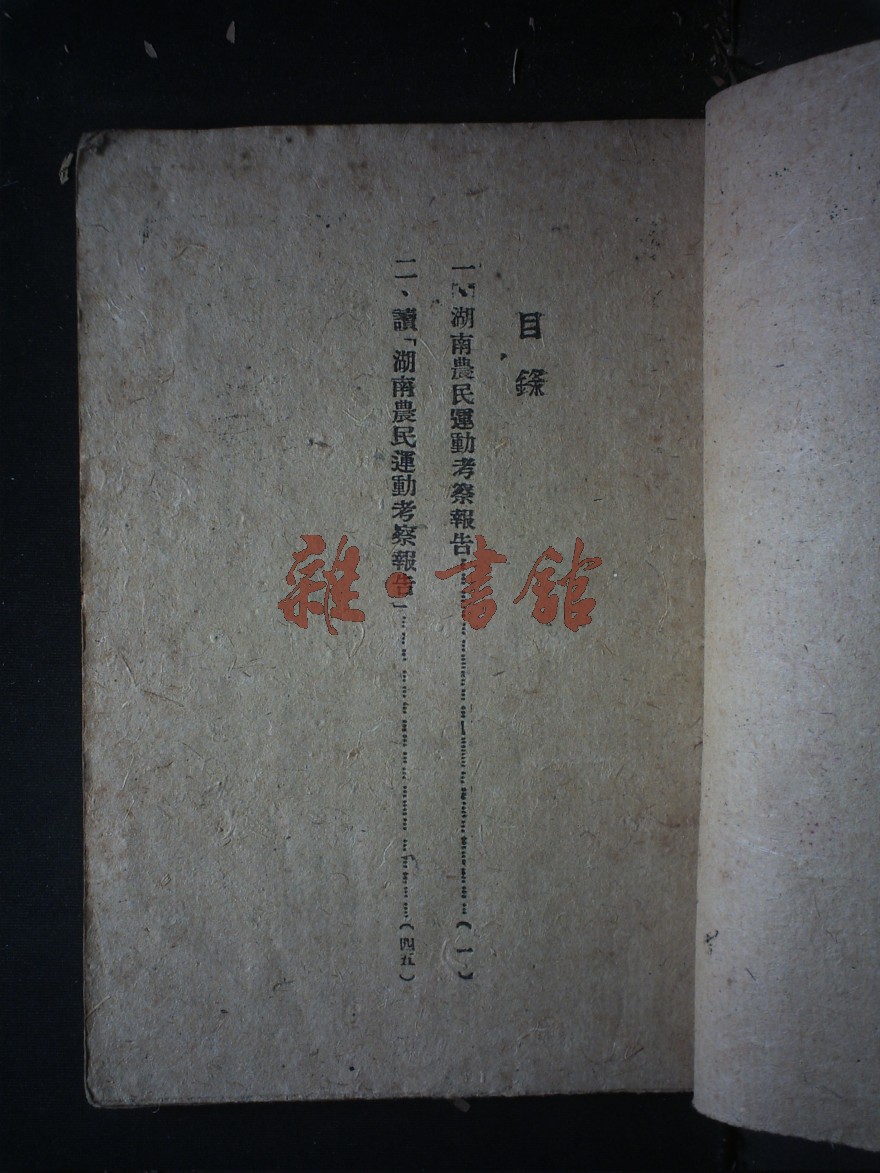 目錄
一、湖南農民運動考察報告……………………………………(一)
二、讀「湖南農民運動考察報告」……………………………(四五)
雜·書館